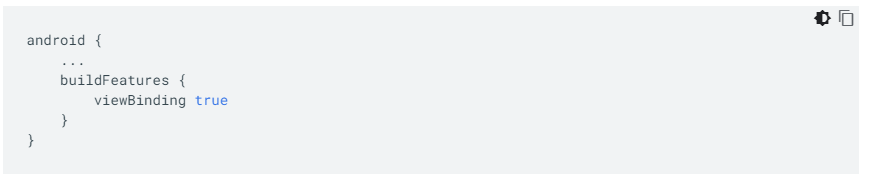 android {
    ...
    buildFeatures {
        viewBinding true
    }
}